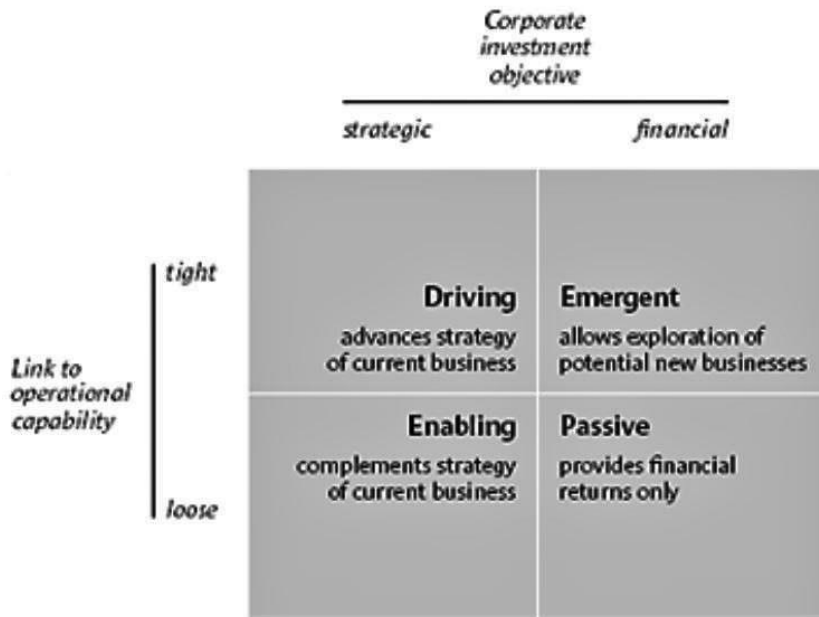 Corporate
investment
objective
strategic
financial
tight
Link to
operational
capability
loose
Driving
advances strategy
of current business
Emergent
allows exploration of
potential new businesses
Enabling
complements strategy
of current business
Passive
provides financial
returns only